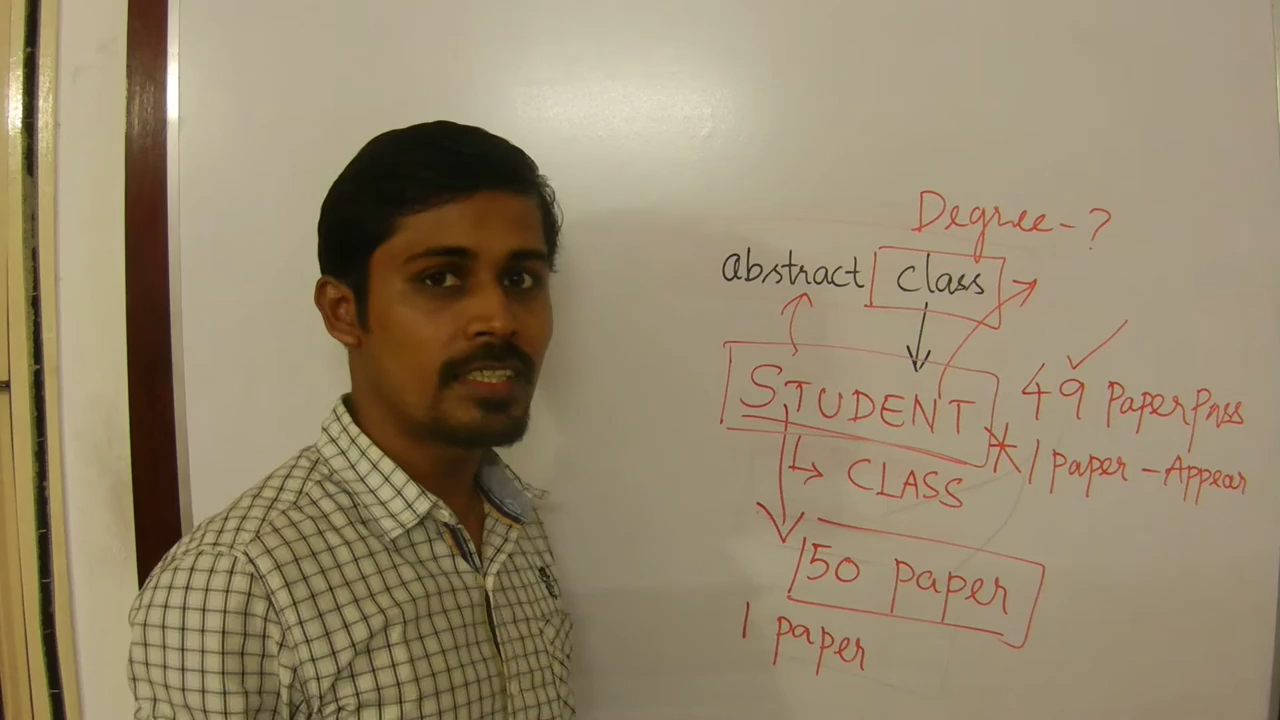 Degree-?
abstract class
STUDENT
49 Paper Pass
1 paper - Appear
CLASS
50 paper
1 paper